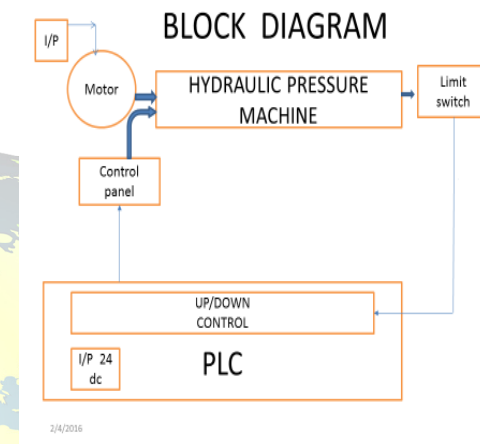 BLOCK DIAGRAM
I/P
Motor
HYDRAULIC PRESSURE
MACHINE
Limit
switch
Control
panel
UP/DOWN
CONTROL
I/P 24
dc
PLC
2/4/2016